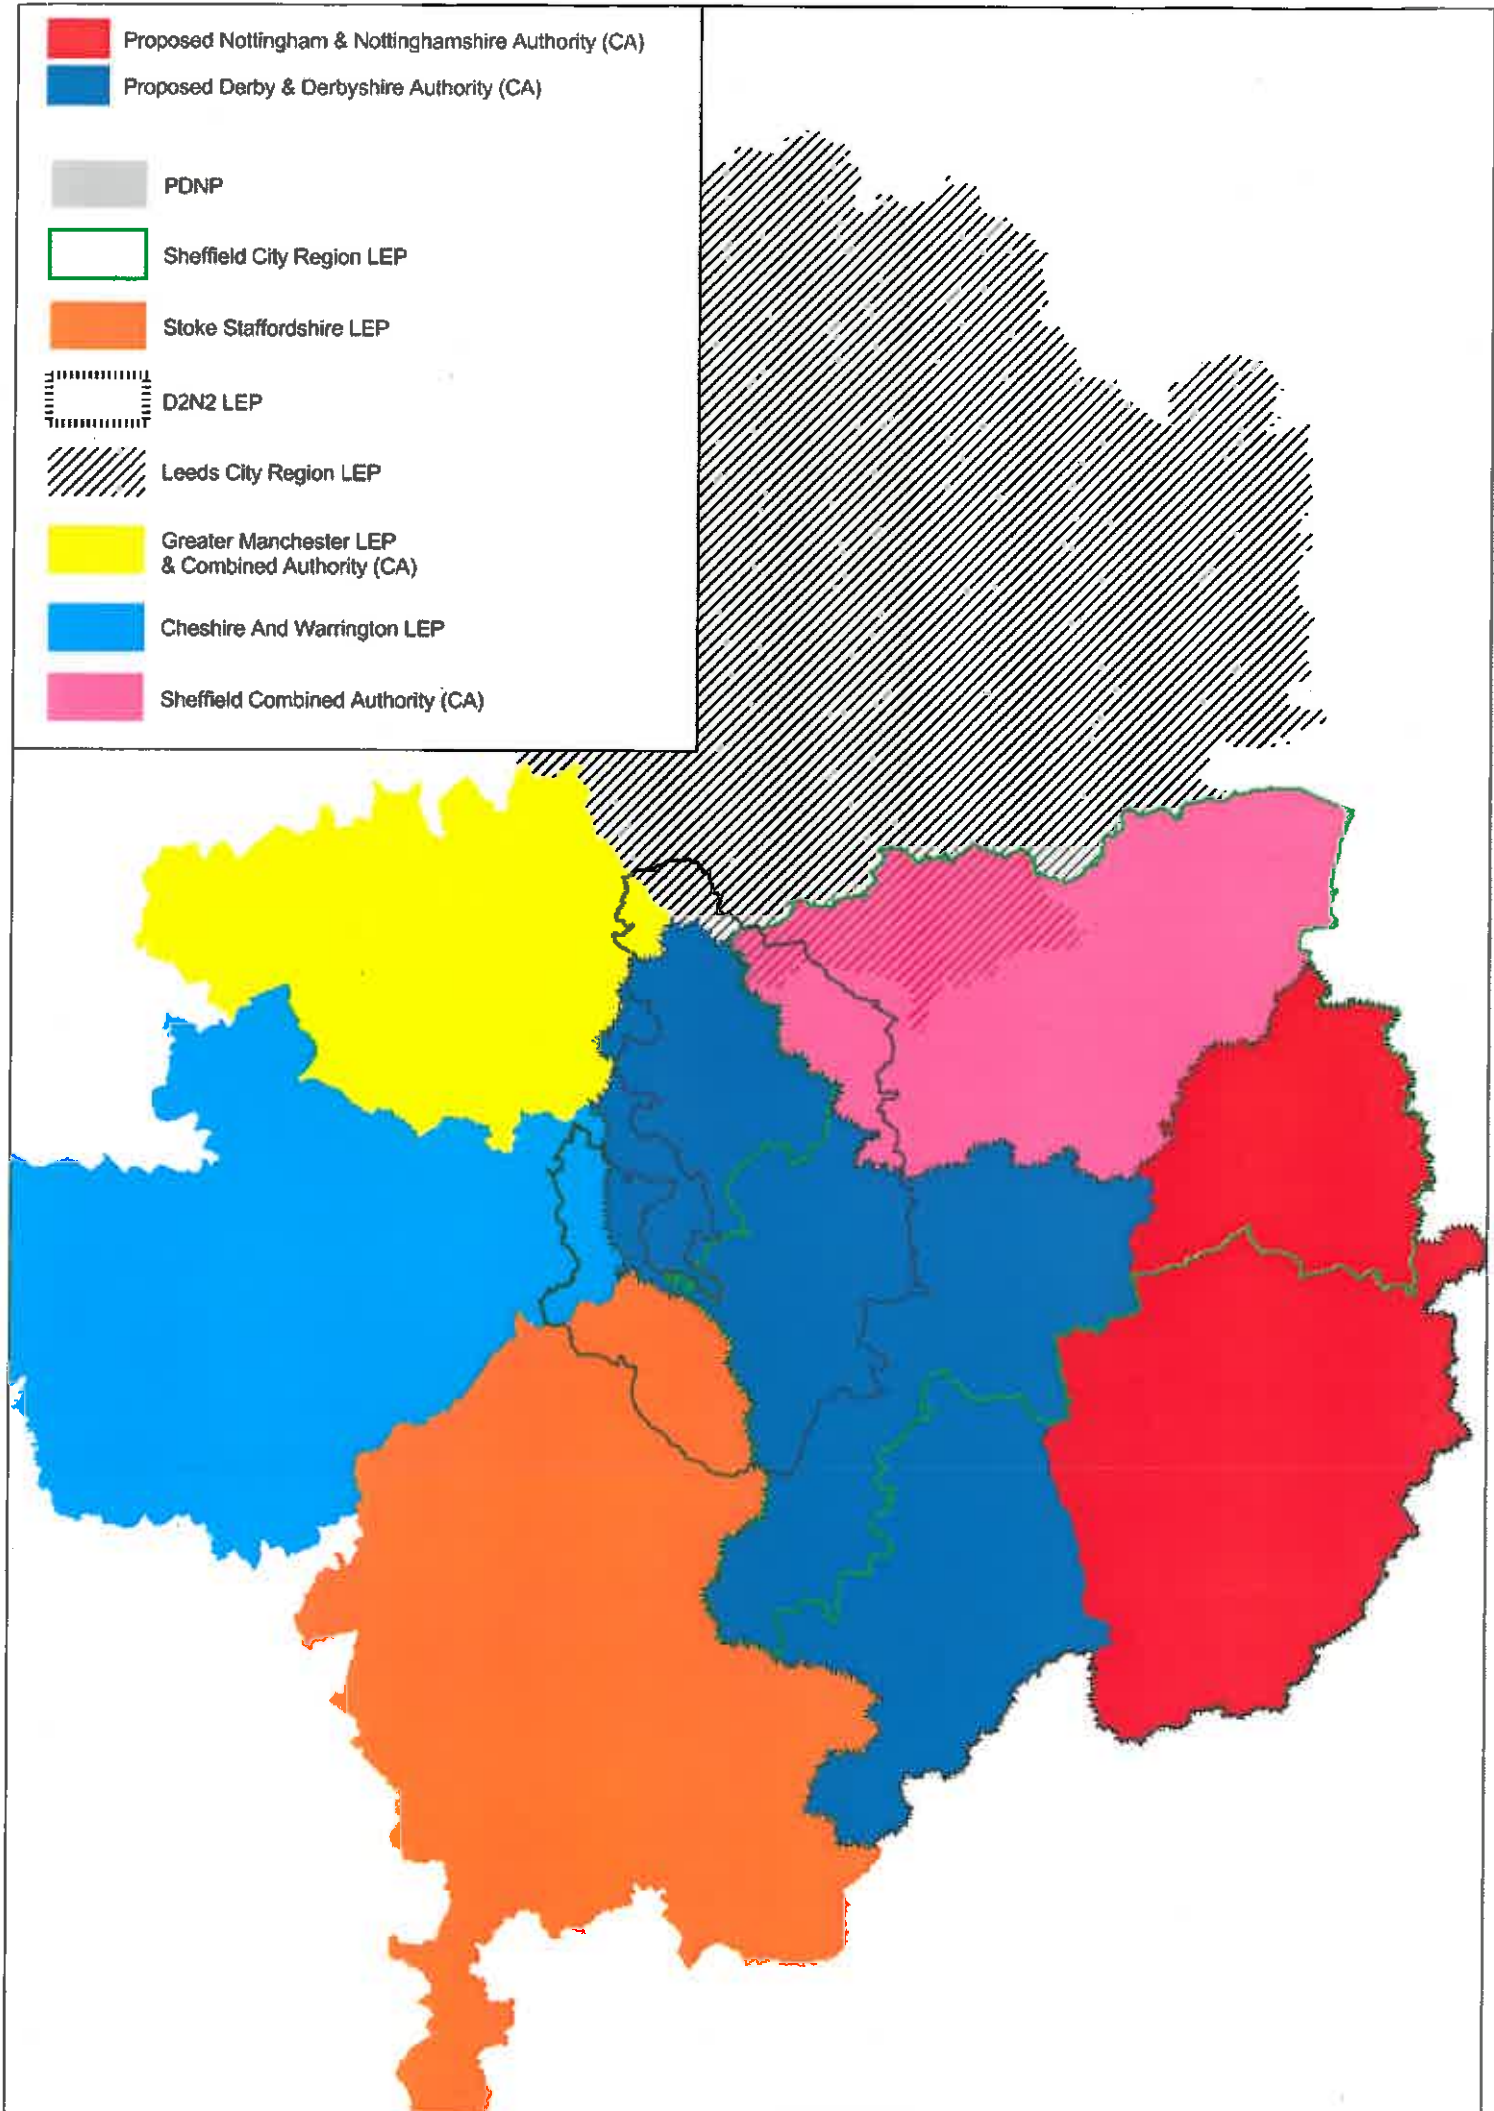 Proposed Nottingham & Nottinghamshire Authority (CA)
Proposed Derby & Derbyshire Authority (CA)
PDNP
Sheffield City Region LEP
Stoke Staffordshire LEP
D2N2 LEP
Leeds City Region LEP
Greater Manchester LEP
& Combined Authority (CA)
Cheshire And Warrington LEP
Sheffield Combined Authority (CA)